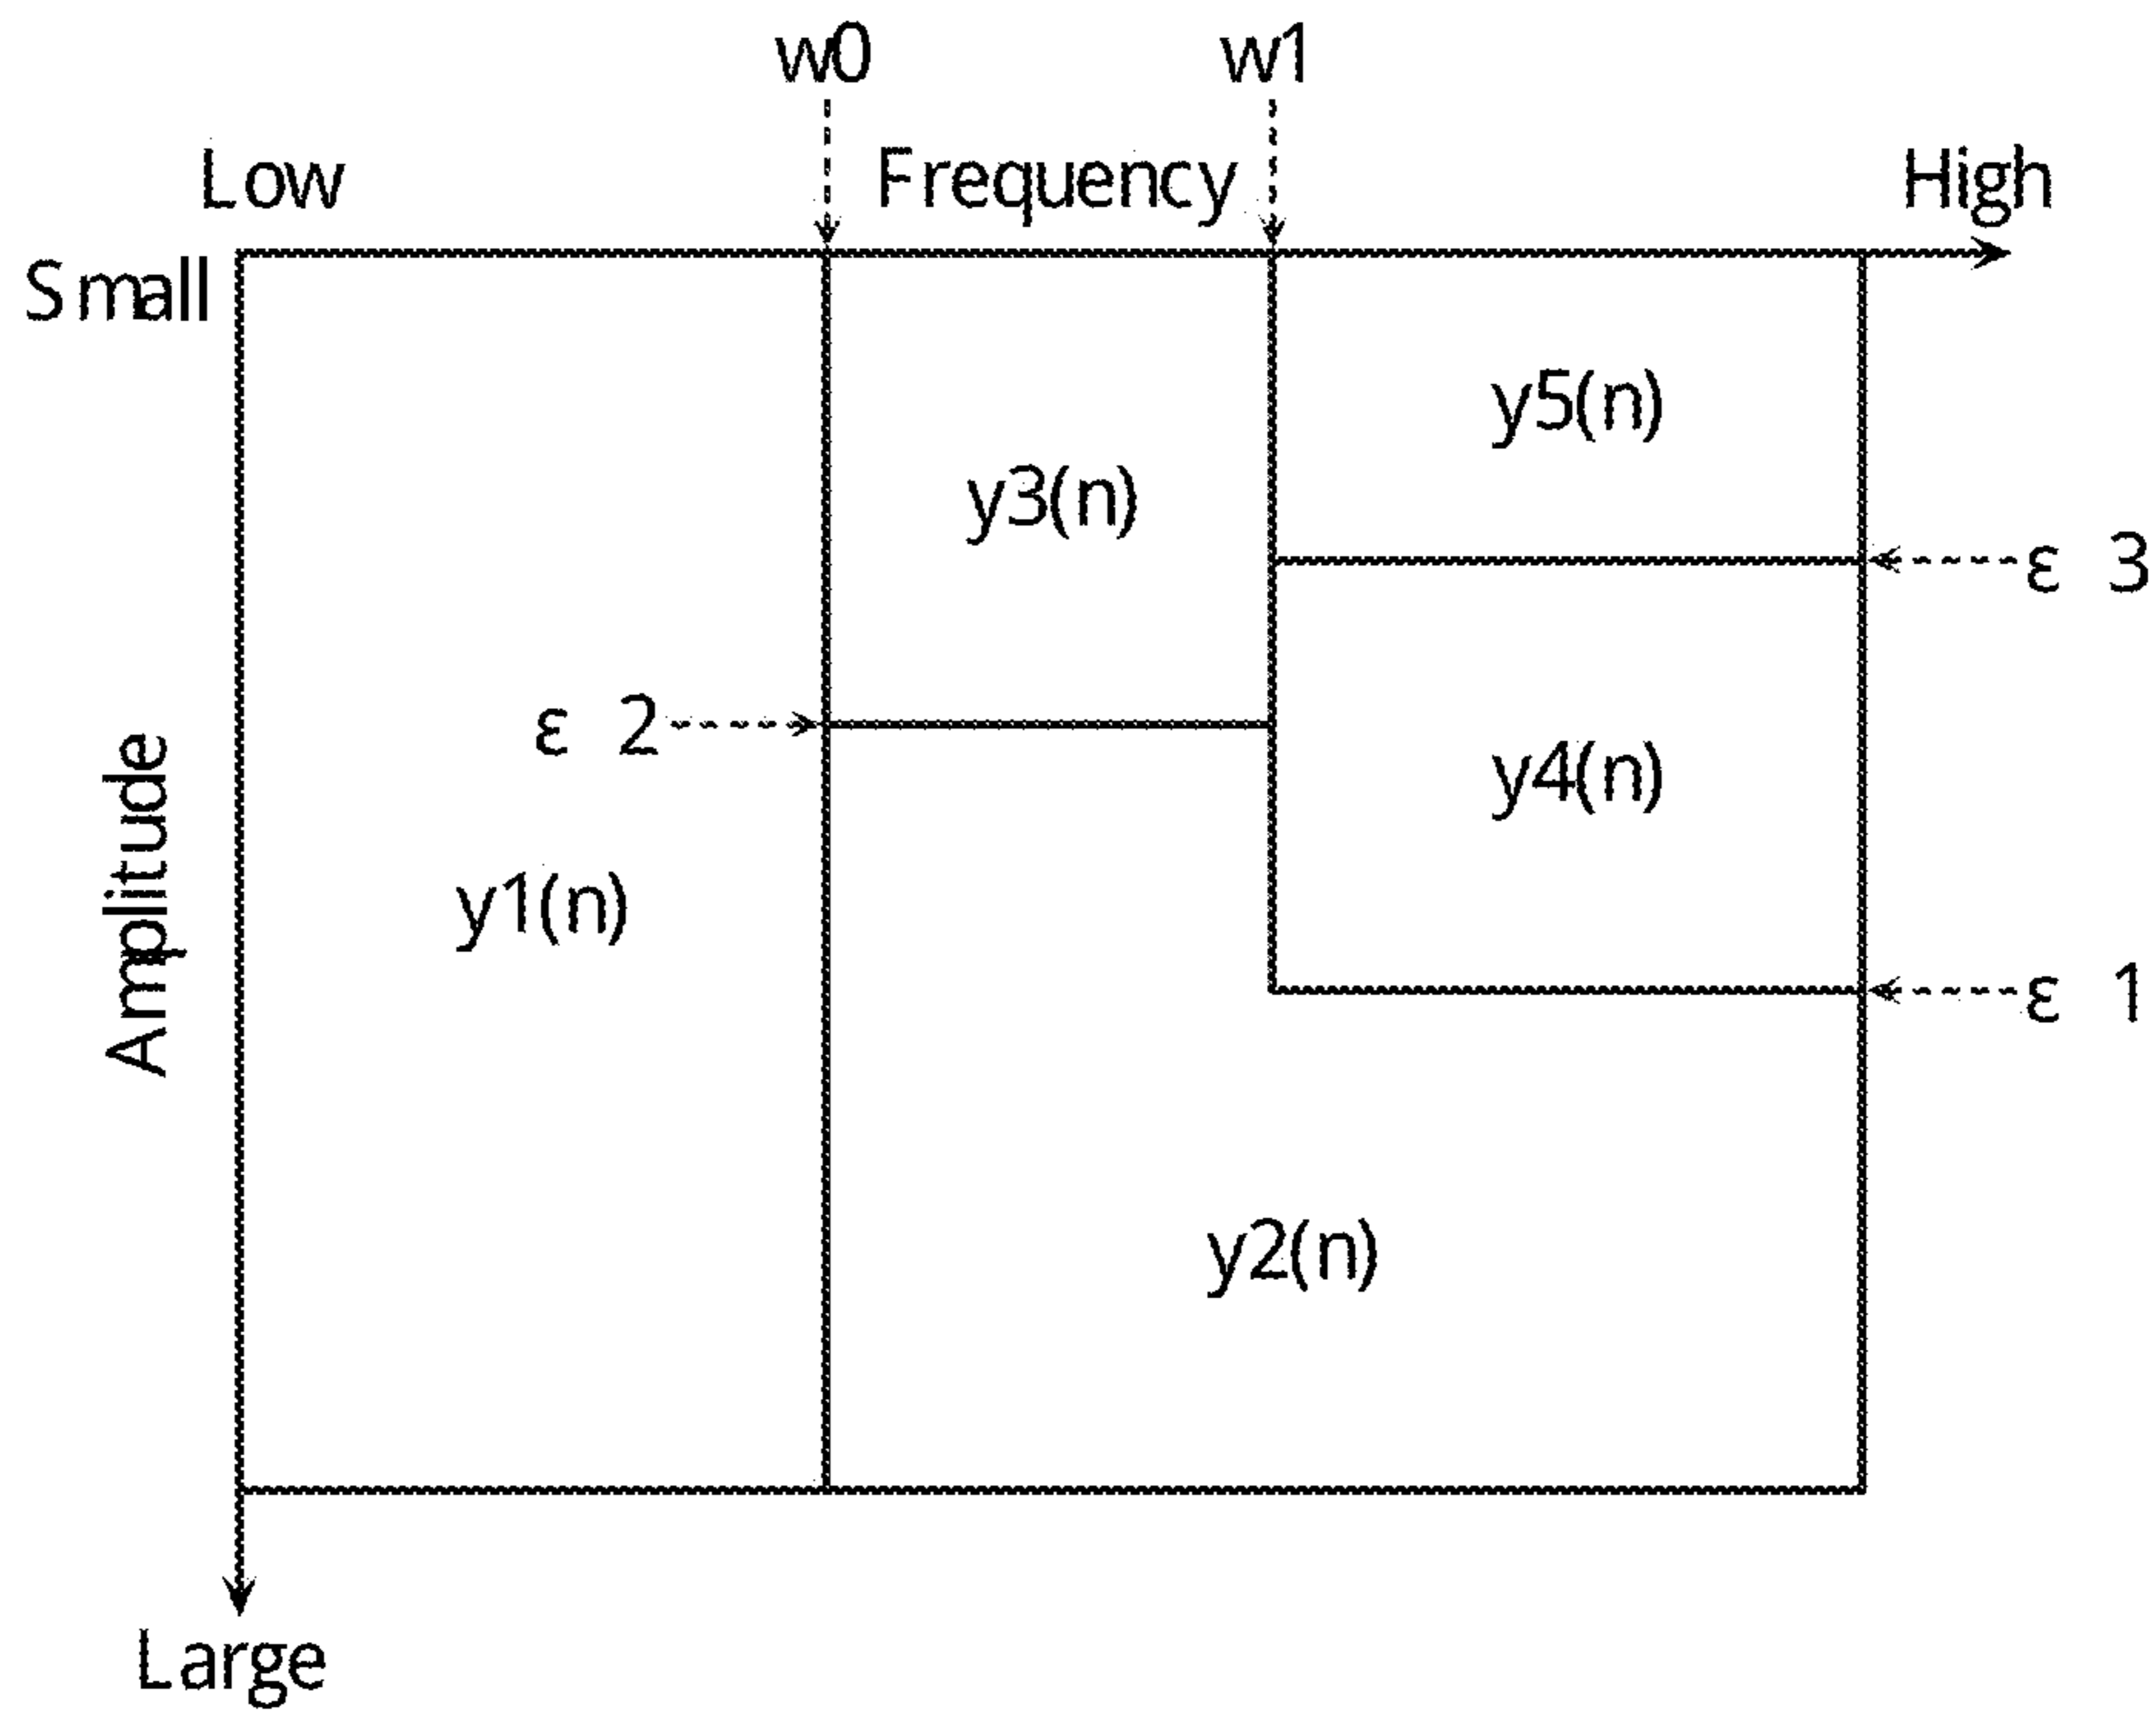 w0 w1
Low Frequency High
Small
y5(n)
y3(n)
ε 3
ε 2
y4(n)
Amplitude
y1(n)
ε 1
y2(n)
Large